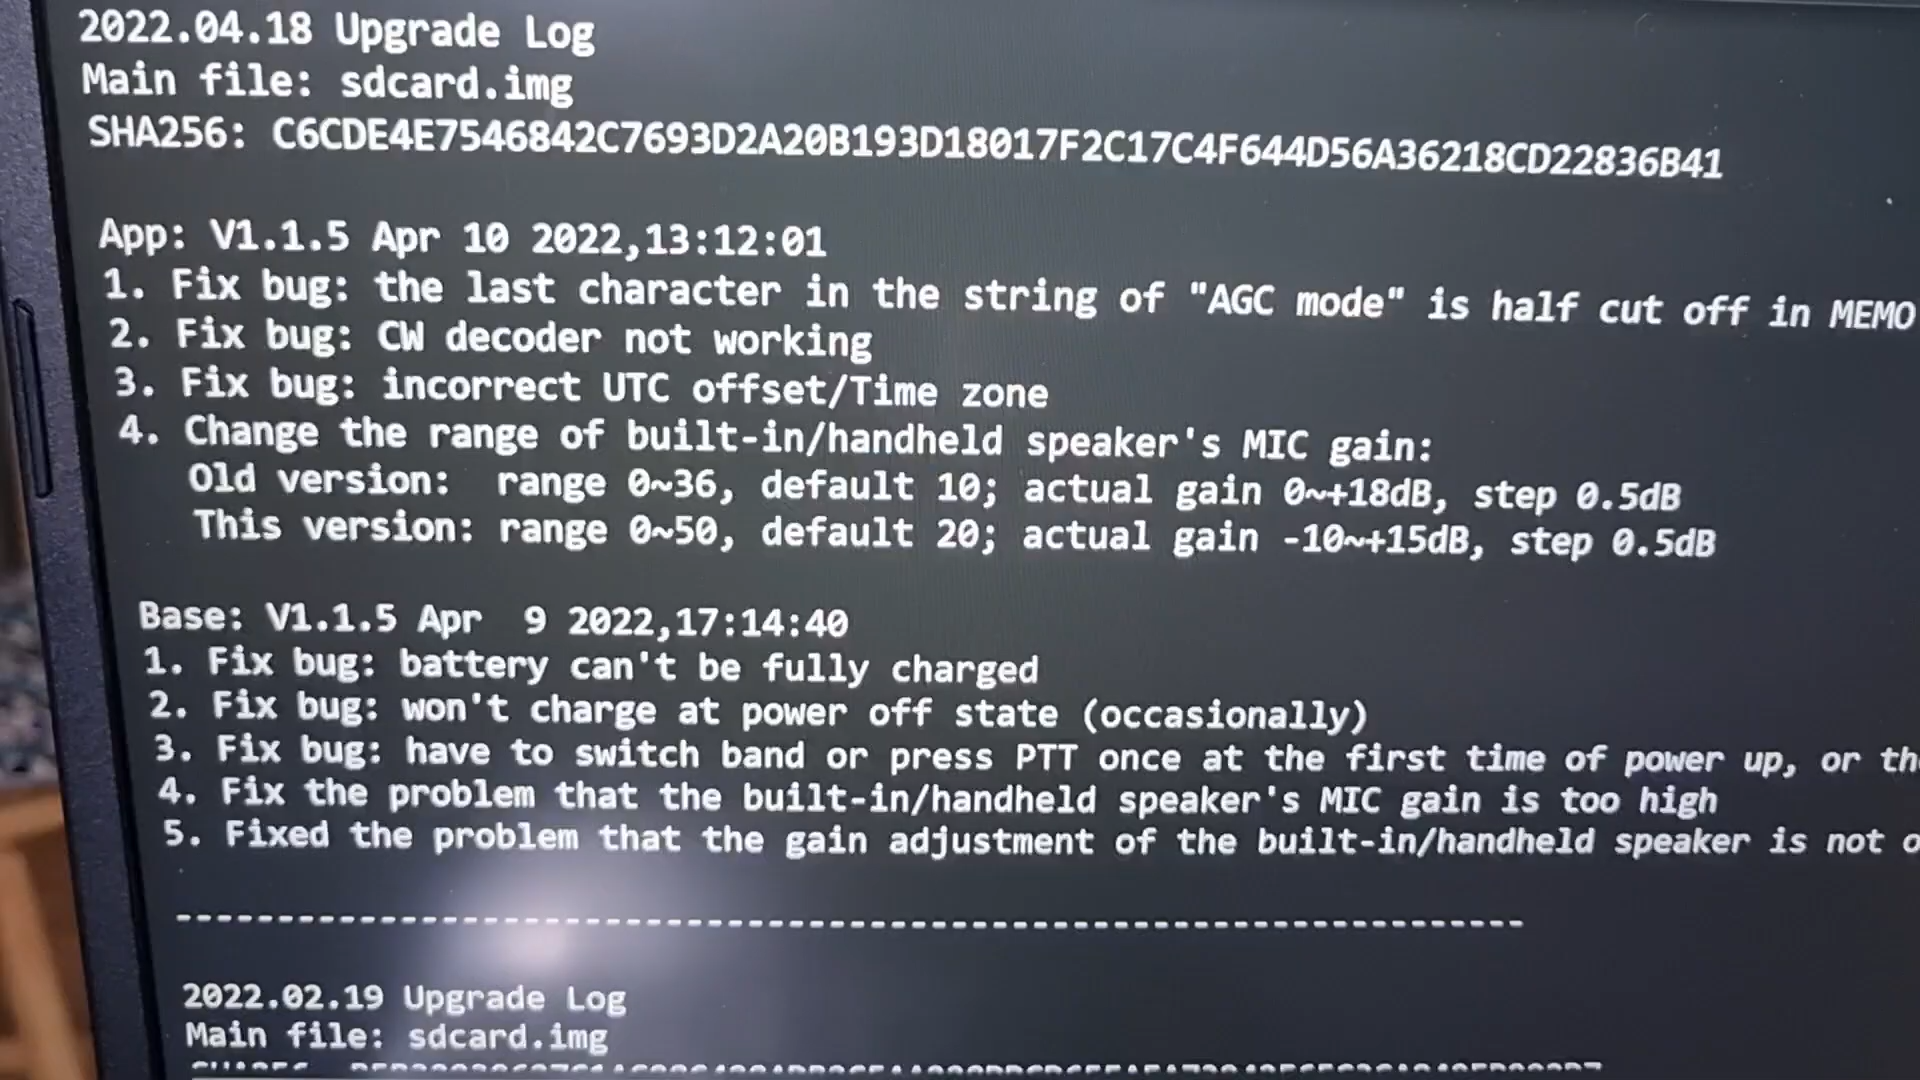 2022.04.18 Upgrade Log
Main file: sdcard.img
SHA256: C6CDE4E7546842C7693D2A20B193D18017F2C17C4F644D56A36218CD22836B41
App: V1.1.5 Apr 10 2022,13:12:01
1. Fix bug: the last character in the string of "AGC mode" is half cut off in MEMO
2. Fix bug: CW decoder not working
3. Fix bug: incorrect UTC offset/Time zone
4. Change the range of built-in/handheld speaker's MIC gain:
Old version: range 0~36, default 10; actual gain 0~+18dB, step 0.5dB
This version: range 0~50, default 20; actual gain -10~+15dB, step 0.5dB
Base: V1.1.5 Apr 9 2022,17:14:40
1. Fix bug: battery can't be fully charged
2. Fix bug: won't charge at power off state (occasionally)
3. Fix bug: have to switch band or press PTT once at the first time of power up, or
4. Fix the problem that the built-in/handheld speaker's MIC gain is too high
5. Fixed the problem that the gain adjustment of the built-in/handheld speaker is not
--------------------------------------------------------------------------------
2022.02.19 Upgrade Log
Main file: sdcard.img